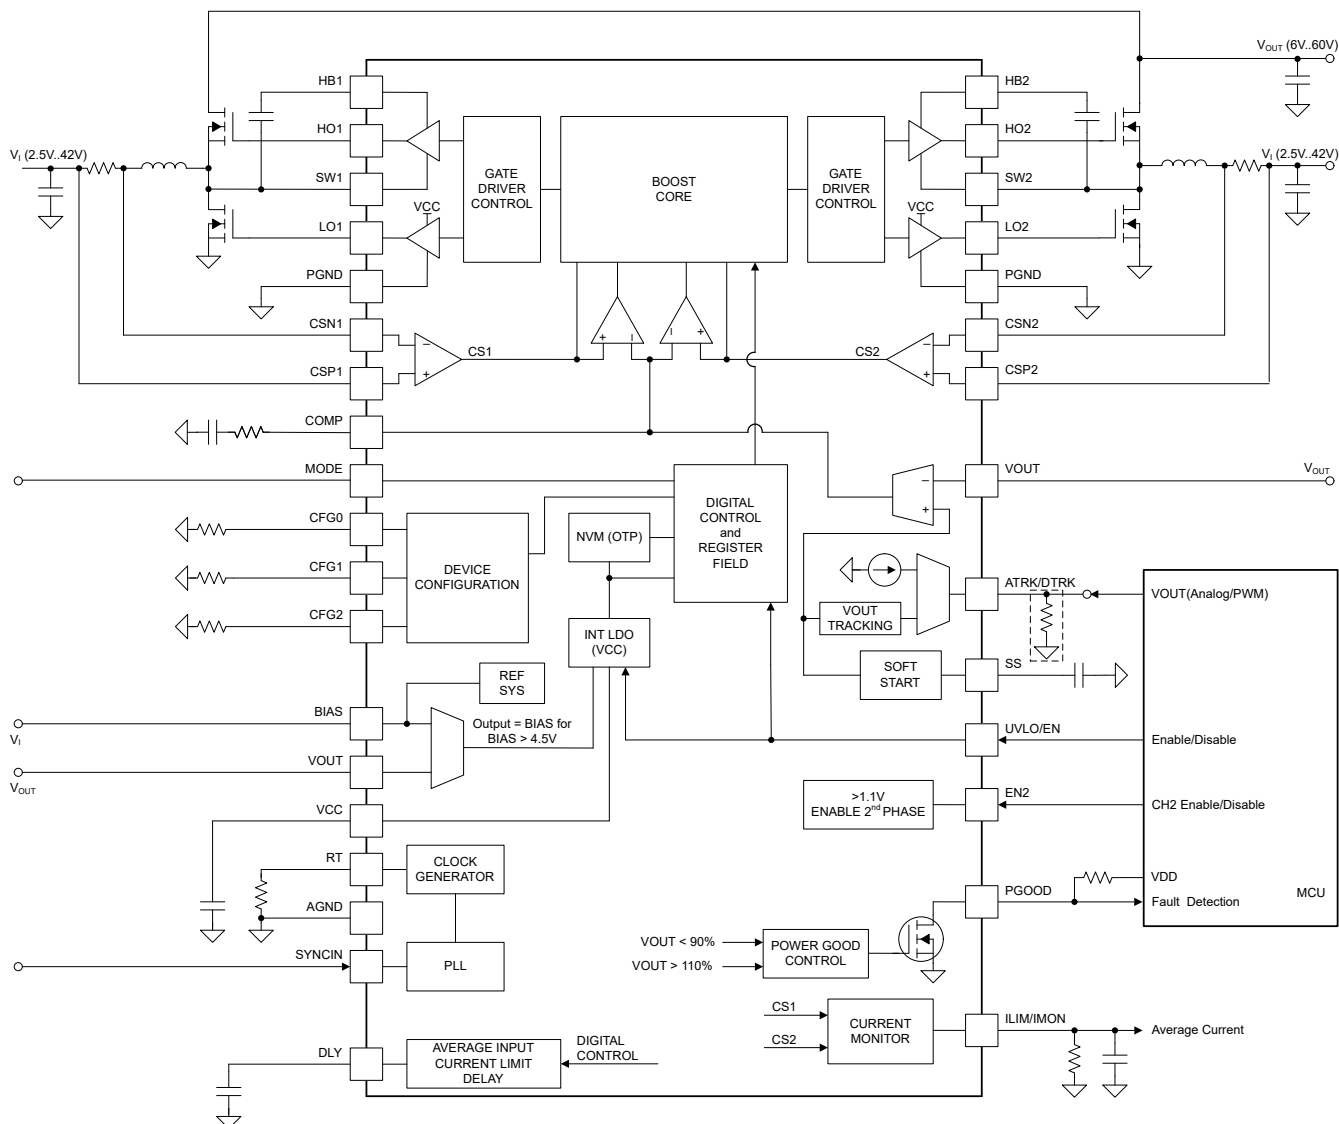 VOUT (6V..60V)
HB1
HB2
HO1
HO2
VI (2.5V..42V)
VI (2.5V..42V)
SW1
SW2
GATE
DRIVER
CONTROL
BOOST
CORE
GATE
DRIVER
CONTROL
VCC
VCC
LO1
LO2
PGND
PGND
CSN1
CSN2
+
–
–
+
–
CS1
CS2
–
CSP1
+
+
CSP2
COMP
MODE
VOUT
VOUT
–
+
DIGITAL
CONTROL
and
REGISTER
FIELD
CFG0
NVM (OTP)
CFG1
DEVICE
CONFIGURATION
ATRK/DTRK
VOUT(Analog/PWM)
CFG2
VOUT
TRACKING
INT LDO
(VCC)
SS
SOFT
START
REF
SYS
BIAS
Output = BIAS for
BIAS > 4.5V
VI
UVLO/EN
Enable/Disable
VOUT
VOUT
>1.1V
ENABLE 2nd PHASE
EN2
CH2 Enable/Disable
VCC
RT
CLOCK
GENERATOR
VDD
MCU
PGOOD
Fault Detection
AGND
VOUT < 90%
VOUT > 110%
POWER GOOD
CONTROL
SYNCIN
PLL
CS1
CS2
CURRENT
MONITOR
ILIM/IMON
Average Current
DLY
AVERAGE INPUT
CURRENT LIMIT
DELAY
DIGITAL
CONTROL